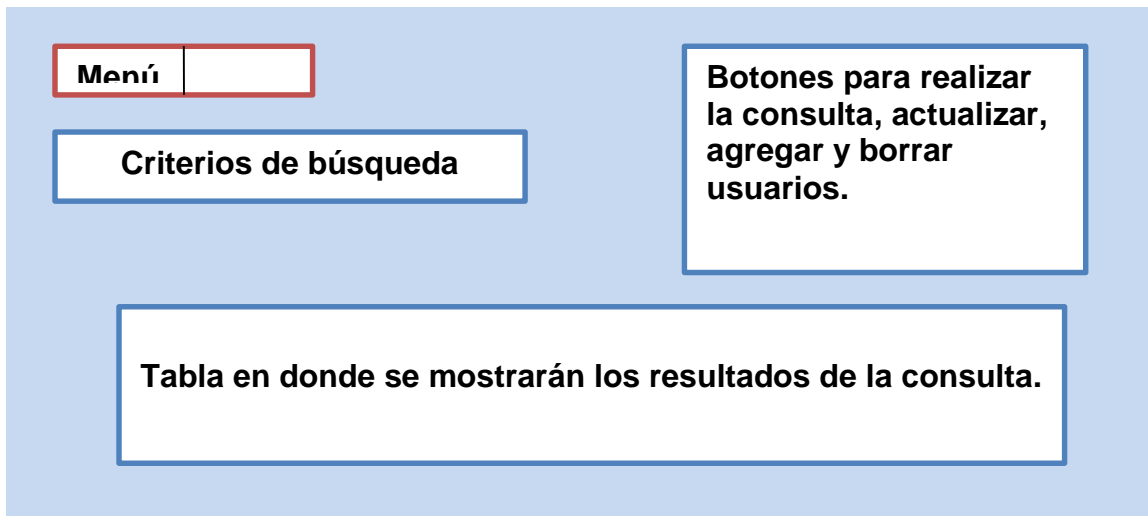 Menú
Criterios de búsqueda
Botones para realizar
la consulta, actualizar,
agregar y borrar
usuarios.
Tabla en donde se mostrarán los resultados de la consulta.